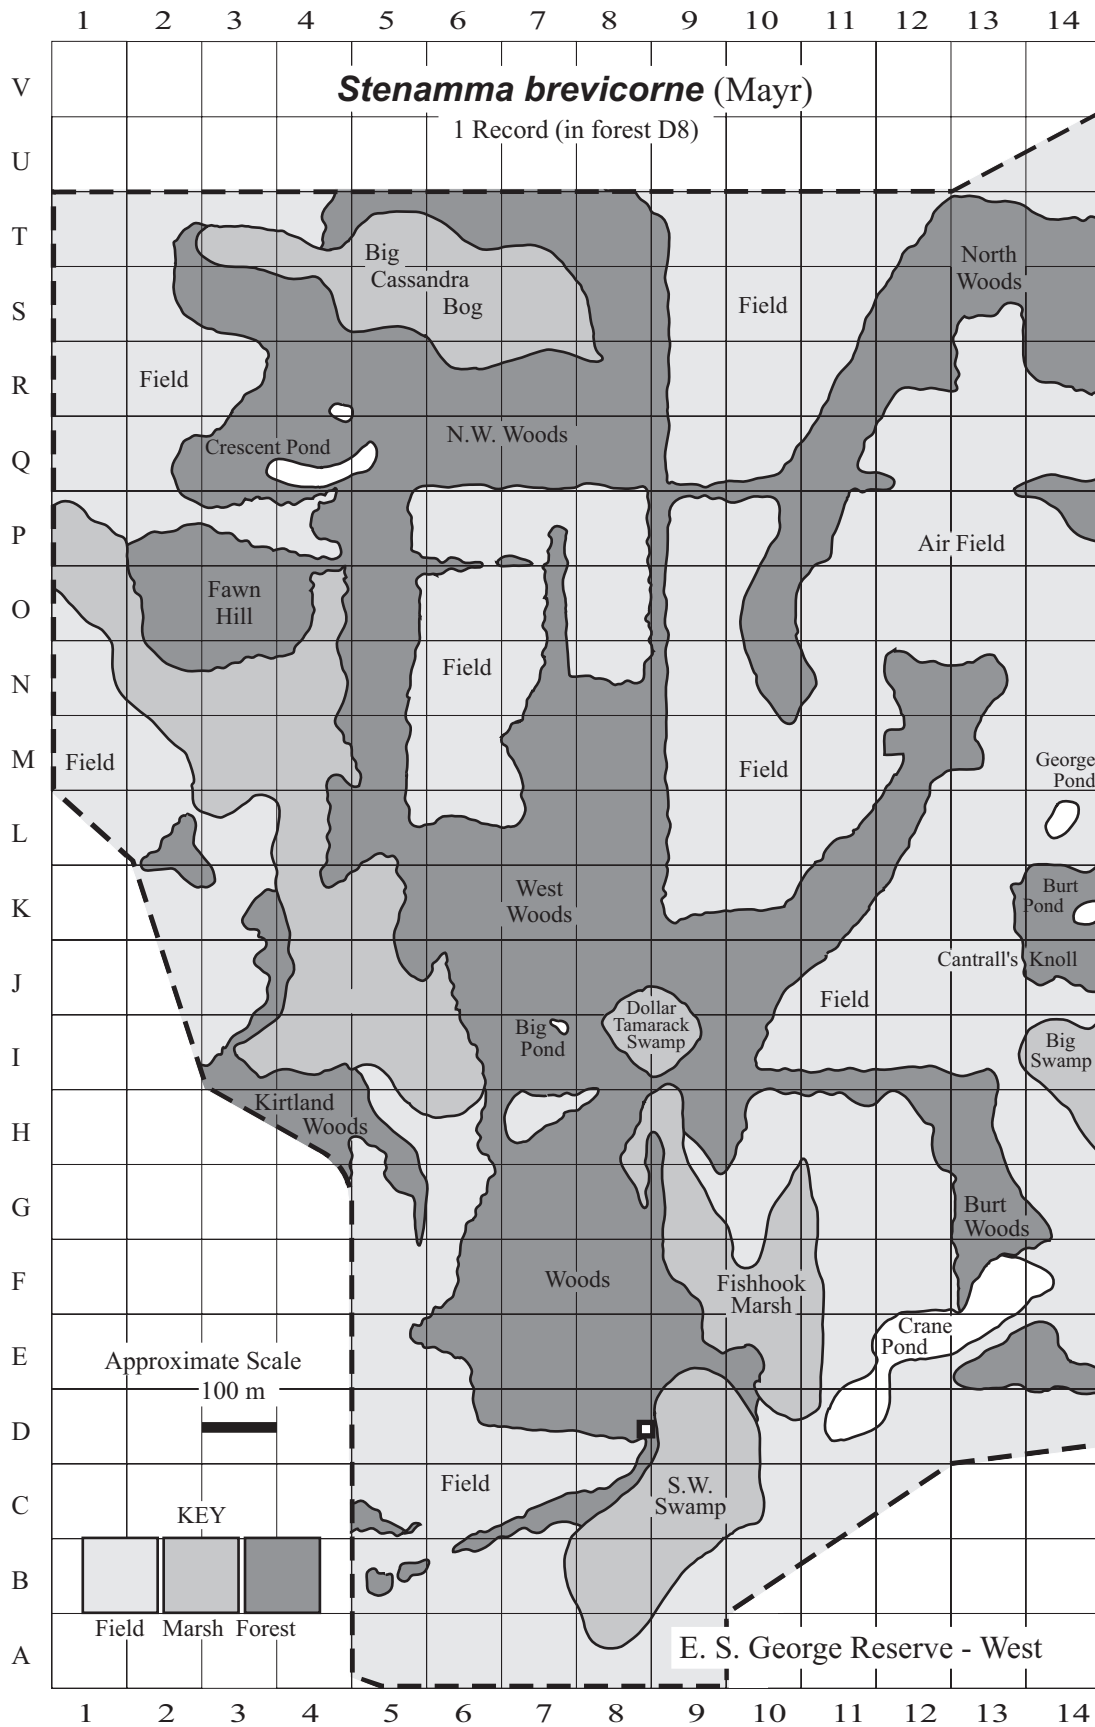 1 2 3 4 5 6 7 8 9 10 11 12 13 14
V
Stenamma brevicorne (Mayr)
1 Record (in forest D8)
U
T
Big
Cassandra
Bog
North
Woods
S
Field
R
Field
N.W. Woods
Crescent Pond
Q
P
Air Field
Fawn
Hill
O
Field
N
M
Field
Field
George
Pond
L
West
Woods
Burt
Pond
K
Cantrall's Knoll
J
Field
Dollar
Tamarack
Swamp
Big
Pond
Big
Swamp
I
Kirtland
Woods
H
G
Burt
Woods
Woods
Fishhook
Marsh
F
Crane
Pond
E
Approximate Scale
100 m
D
Field
S.W.
Swamp
C
KEY
B
Field Marsh Forest
A
E. S. George Reserve - West
1 2 3 4 5 6 7 8 9 10 11 12 13 14